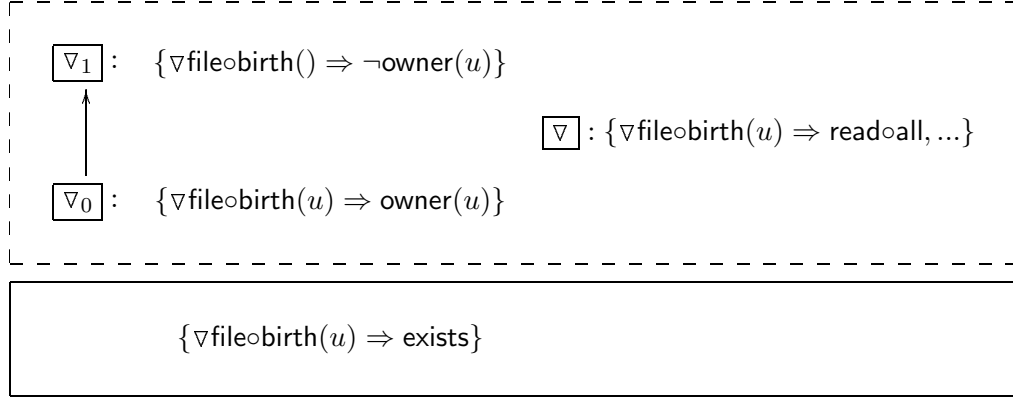 ∇₁ : {∇file∘birth() ⇒ ¬owner(u)}
∇ : {∇file∘birth(u) ⇒ read∘all, ...}
∇₀ : {∇file∘birth(u) ⇒ owner(u)}
{∇file∘birth(u) ⇒ exists}